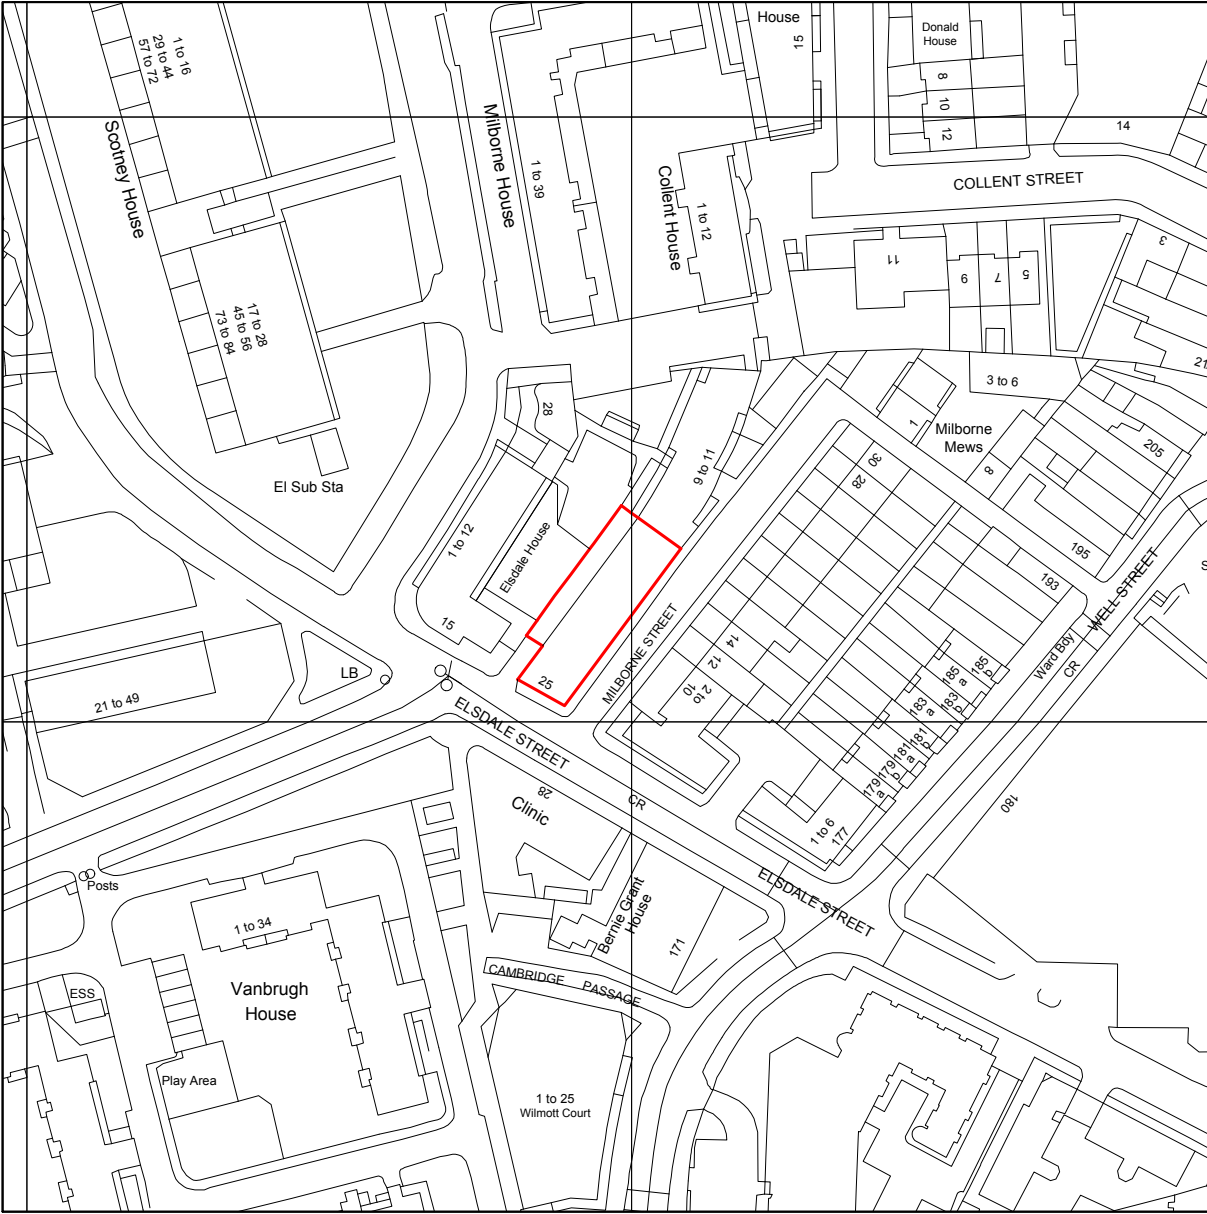 1 to 16
29 to 44
57 to 72
Scotney House
Milborne House
1 to 39
House
15
Donald
House
8
10
12
14
COLLENT STREET
Collent House
1 to 12
11
9
7
5
3
21
17 to 28
45 to 56
73 to 84
El Sub Sta
28
1 to 12
Elsdale House
15
9 to 11
3 to 6
1
Milborne
Mews
8
205
30
28
195
193
WELL STREET
S
25
MILBORNE STREET
14
12
10
2 to
Ward Bdy
CR
185
a
185
b
183
a
183
b
181
a
181
b
179
a
179
b
LB
21 to 49
ELSDALE STREET
CR
28
Clinic
1 to 6
177
180
ELSDALE STREET
Posts
1 to 34
Bernie Grant
House
171
CAMBRIDGE PASSAGE
Vanbrugh
House
ESS
Play Area
1 to 25
Wilmott Court